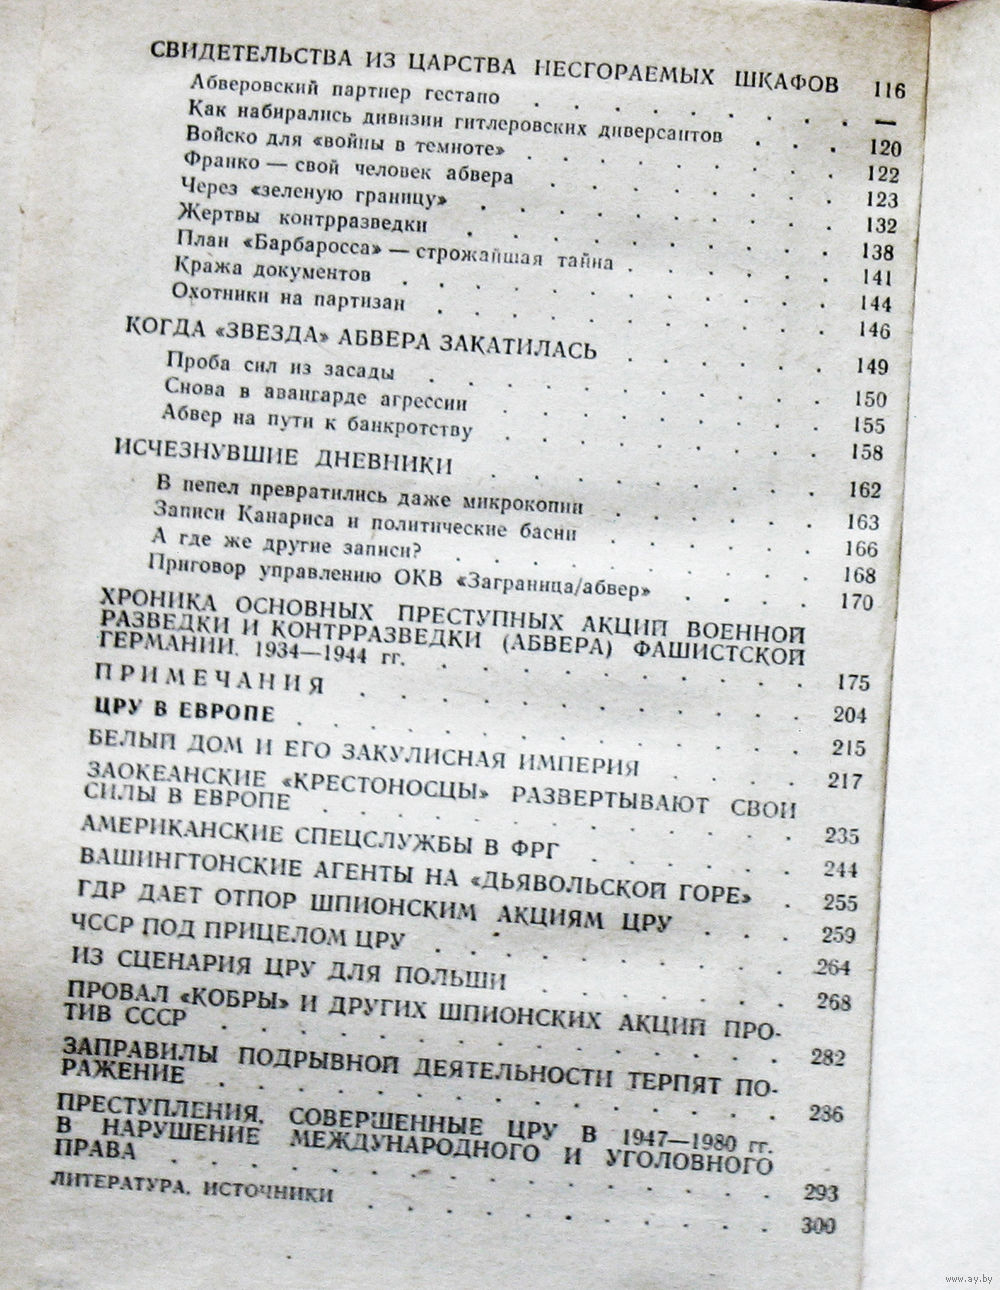 СВИДЕТЕЛЬСТВА ИЗ ЦАРСТВА НЕСГОРАЕМЫХ ШКАФОВ 116
Абверовский партнер гестапо . . . . . . . —
Как набирались дивизии гитлеровских диверсантов . . . 120
Войско для «войны в темноте» . . . . . . . 122
Франко — свой человек абвера . . . . . . . 123
Через «зеленую границу» . . . . . . . . 132
Жертвы контрразведки . . . . . . . . 138
План «Барбаросса» — строжайшая тайна . . . . . 141
Кража документов . . . . . . . . . 144
Охотники на партизан . . . . . . . . 146
КОГДА «ЗВЕЗДА» АБВЕРА ЗАКАТИЛАСЬ . . . . . 149
Проба сил из засады . . . . . . . . 150
Снова в авангарде агрессии . . . . . . . 155
Абвер на пути к банкротству . . . . . . . 158
ИСЧЕЗНУВШИЕ ДНЕВНИКИ . . . . . . . 162
В пепел превратились даже микрокопии . . . . . 163
Записи Канариса и политические басни . . . . . 166
А где же другие записи? . . . . . . . . 168
Приговор управлению ОКВ «Заграница/абвер» . . . . 170
ХРОНИКА ОСНОВНЫХ ПРЕСТУПНЫХ АКЦИЙ ВОЕННОЙ
РАЗВЕДКИ И КОНТРРАЗВЕДКИ (АБВЕРА) ФАШИСТСКОЙ
ГЕРМАНИИ. 1934—1944 гг. . . . . . . . . 175
ПРИМЕЧАНИЯ . . . . . . . . . . 204
ЦРУ В ЕВРОПЕ . . . . . . . . . . 215
БЕЛЫЙ ДОМ И ЕГО ЗАКУЛИСНАЯ ИМПЕРИЯ . . . . 217
ЗАОКЕАНСКИЕ «КРЕСТОНОСЦЫ» РАЗВЕРТЫВАЮТ СВОИ
СИЛЫ В ЕВРОПЕ . . . . . . . . . . 235
АМЕРИКАНСКИЕ СПЕЦСЛУЖБЫ В ФРГ . . . . . 244
ВАШИНГТОНСКИЕ АГЕНТЫ НА «ДЬЯВОЛЬСКОЙ ГОРЕ» . 255
ГДР ДАЕТ ОТПОР ШПИОНСКИМ АКЦИЯМ ЦРУ . . . 259
ЧССР ПОД ПРИЦЕЛОМ ЦРУ . . . . . . . 264
ИЗ СЦЕНАРИЯ ЦРУ ДЛЯ ПОЛЬШИ . . . . . . 268
ПРОВАЛ «КОБРЫ» И ДРУГИХ ШПИОНСКИХ АКЦИЙ ПРО-
ТИВ СССР . . . . . . . . . . . 282
ЗАПРАВИЛЫ ПОДРЫВНОЙ ДЕЯТЕЛЬНОСТИ ТЕРПЯТ ПО-
РАЖЕНИЕ . . . . . . . . . . . 286
ПРЕСТУПЛЕНИЯ, СОВЕРШЕННЫЕ ЦРУ В 1947—1980 гг.
В НАРУШЕНИЕ МЕЖДУНАРОДНОГО И УГОЛОВНОГО
ПРАВА . . . . . . . . . . . . 293
ЛИТЕРАТУРА. ИСТОЧНИКИ . . . . . . . . 300
www.ay.by